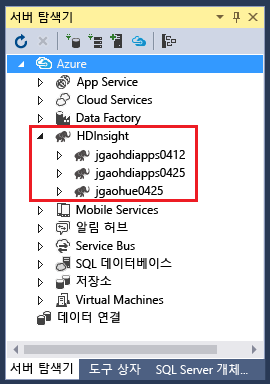 서버 탐색기
Azure
App Service
Cloud Services
Data Factory
HDInsight
jgaohdiapps0412
jgaohdiapps0425
jgaohue0425
Mobile Services
알림 허브
Service Bus
SQL 데이터베이스
저장소
Virtual Machines
데이터 연결
서버 탐색기 도구 상자 SQL Server 개체...